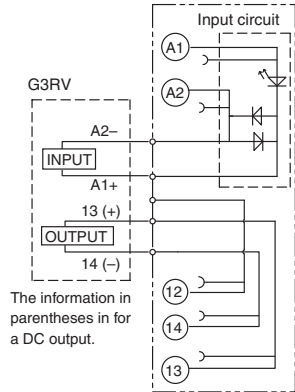 Input circuit
A1
G3RV
A2
A2–
INPUT
A1+
13 (+)
OUTPUT
14 (–)
12
The information in
parentheses in for
a DC output.
14
13